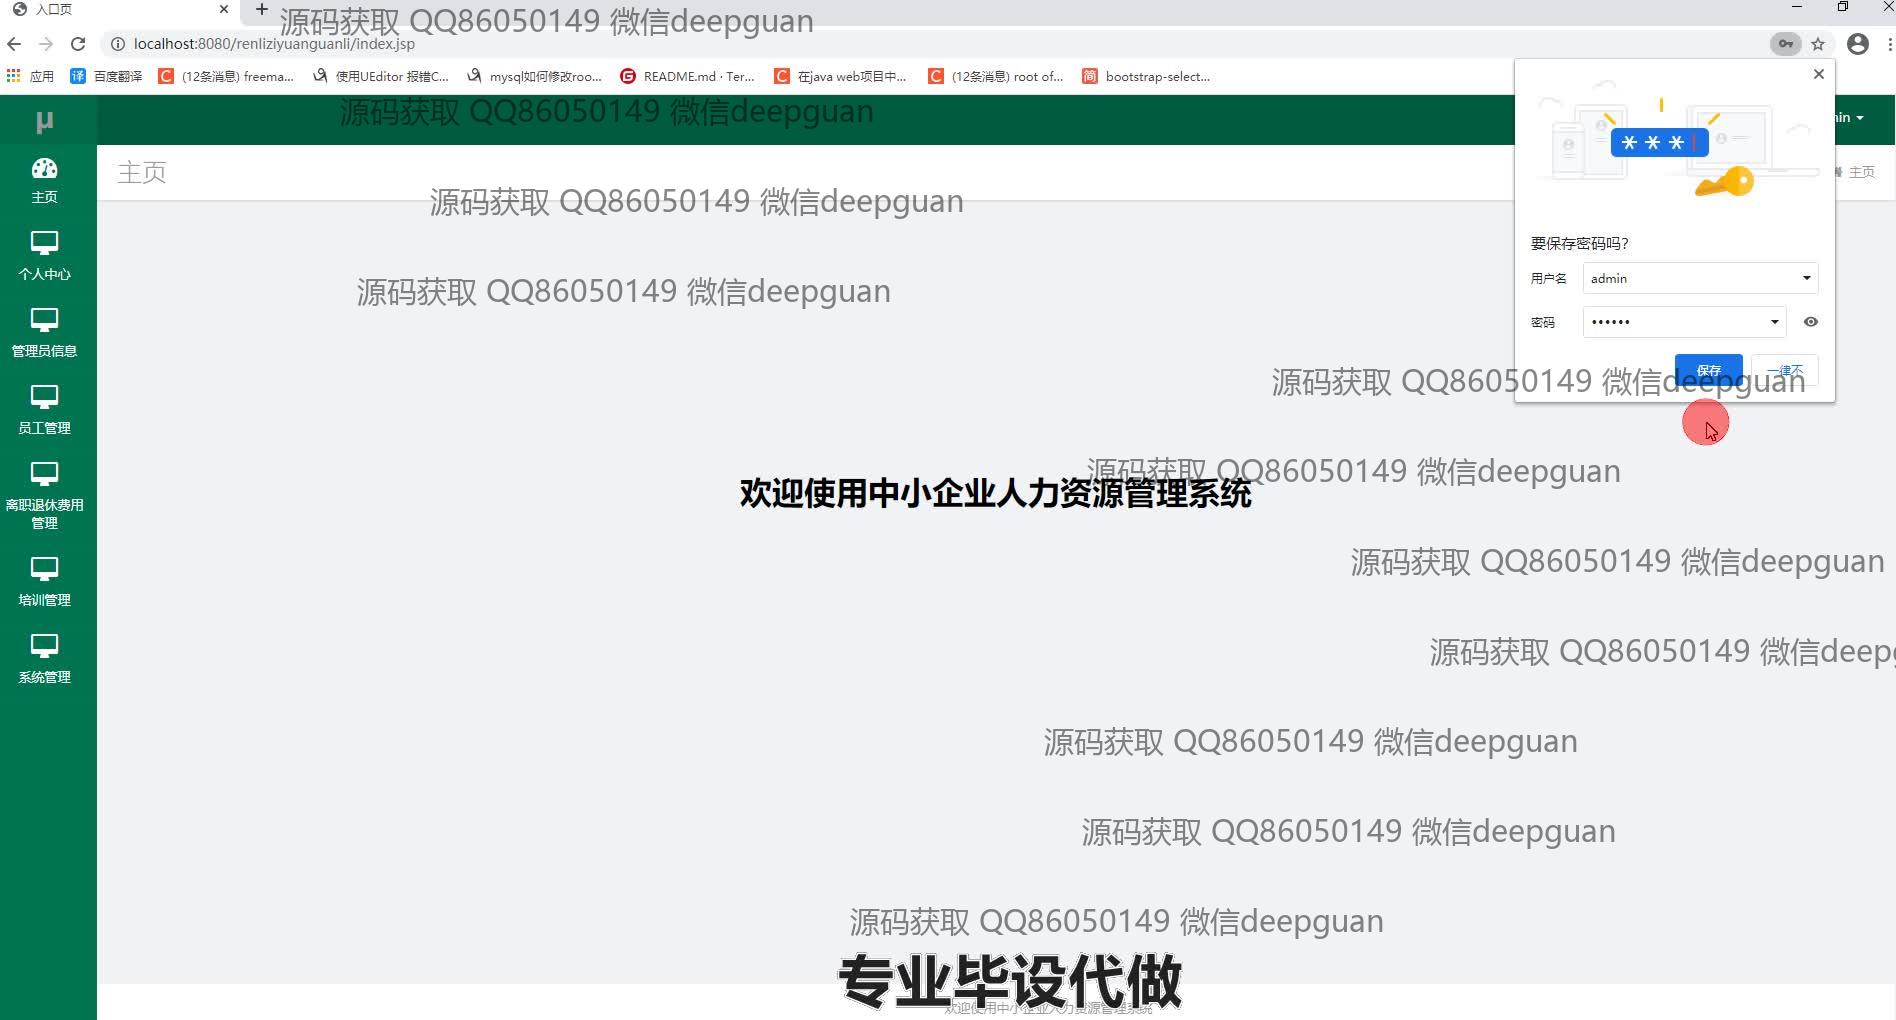 入口页
源码获取 QQ86050149 微信deepguan
localhost:8080/renliziyuanguanli/index.jsp
应用 百度翻译 (12条消息) freema... 使用UEditor 报错C... mysql如何修改roo... README.md · Ter... 在java web项目中... (12条消息) root of... bootstrap-select...
μ
源码获取 QQ86050149 微信deepguan
min
主页
主页
主页
源码获取 QQ86050149 微信deepguan
要保存密码吗?
用户名 admin
密码 ••••••
保存 一律不
个人中心
源码获取 QQ86050149 微信deepguan
管理员信息
源码获取 QQ86050149 微信deepguan
员工管理
源码获取 QQ86050149 微信deepguan
欢迎使用中小企业人力资源管理系统
离职退休费用
管理
源码获取 QQ86050149 微信deepguan
培训管理
源码获取 QQ86050149 微信deepg
系统管理
源码获取 QQ86050149 微信deepguan
源码获取 QQ86050149 微信deepguan
源码获取 QQ86050149 微信deepguan
专业毕设代做
欢迎使用中小企业人力资源管理系统